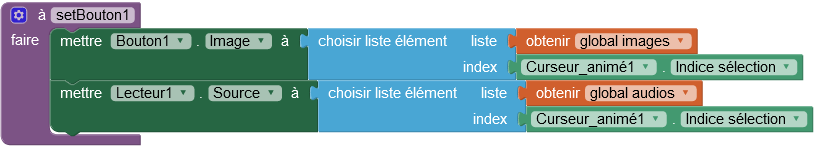 à setBouton1
faire mettre Bouton1 . Image à choisir liste élément liste obtenir global images
index Curseur_animé1 . Indice sélection
mettre Lecteur1 . Source à choisir liste élément liste obtenir global audios
index Curseur_animé1 . Indice sélection